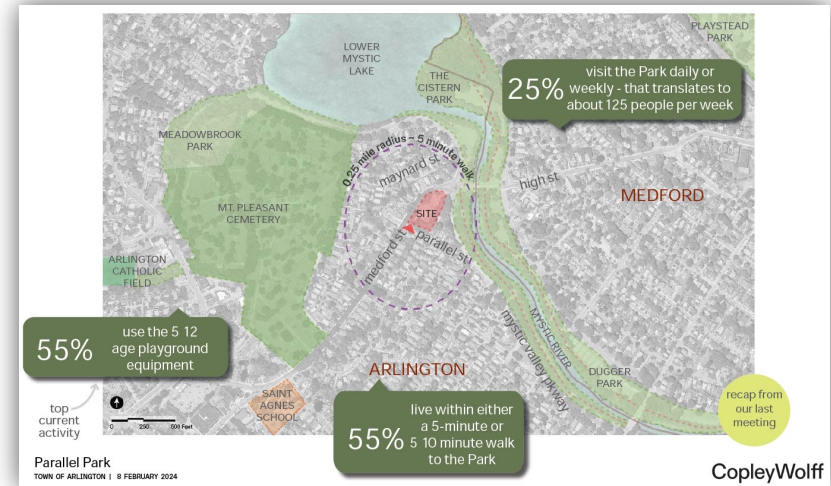 PLAYSTEAD
PARK
LOWER
MYSTIC
LAKE
THE
CISTERN
PARK
25%
visit the Park daily or
weekly - that translates to
about 125 people per week
MEADOWBROOK
PARK
0.25 mile radius ~ 5 minute walk
maynard st
high st
MEDFORD
MT. PLEASANT
CEMETERY
SITE
medford st
parallel st
ARLINGTON
CATHOLIC
FIELD
55%
use the 5 12
age playground
equipment
mystic valley pkway
MYSTIC RIVER
DUGGER
PARK
ARLINGTON
top
current
activity
SAINT
AGNES
SCHOOL
55%
live within either
a 5-minute or
5 10 minute walk
to the Park
recap from
our last
meeting
0 250 500 Feet
Parallel Park
TOWN OF ARLINGTON | 8 FEBRUARY 2024
CopleyWolff